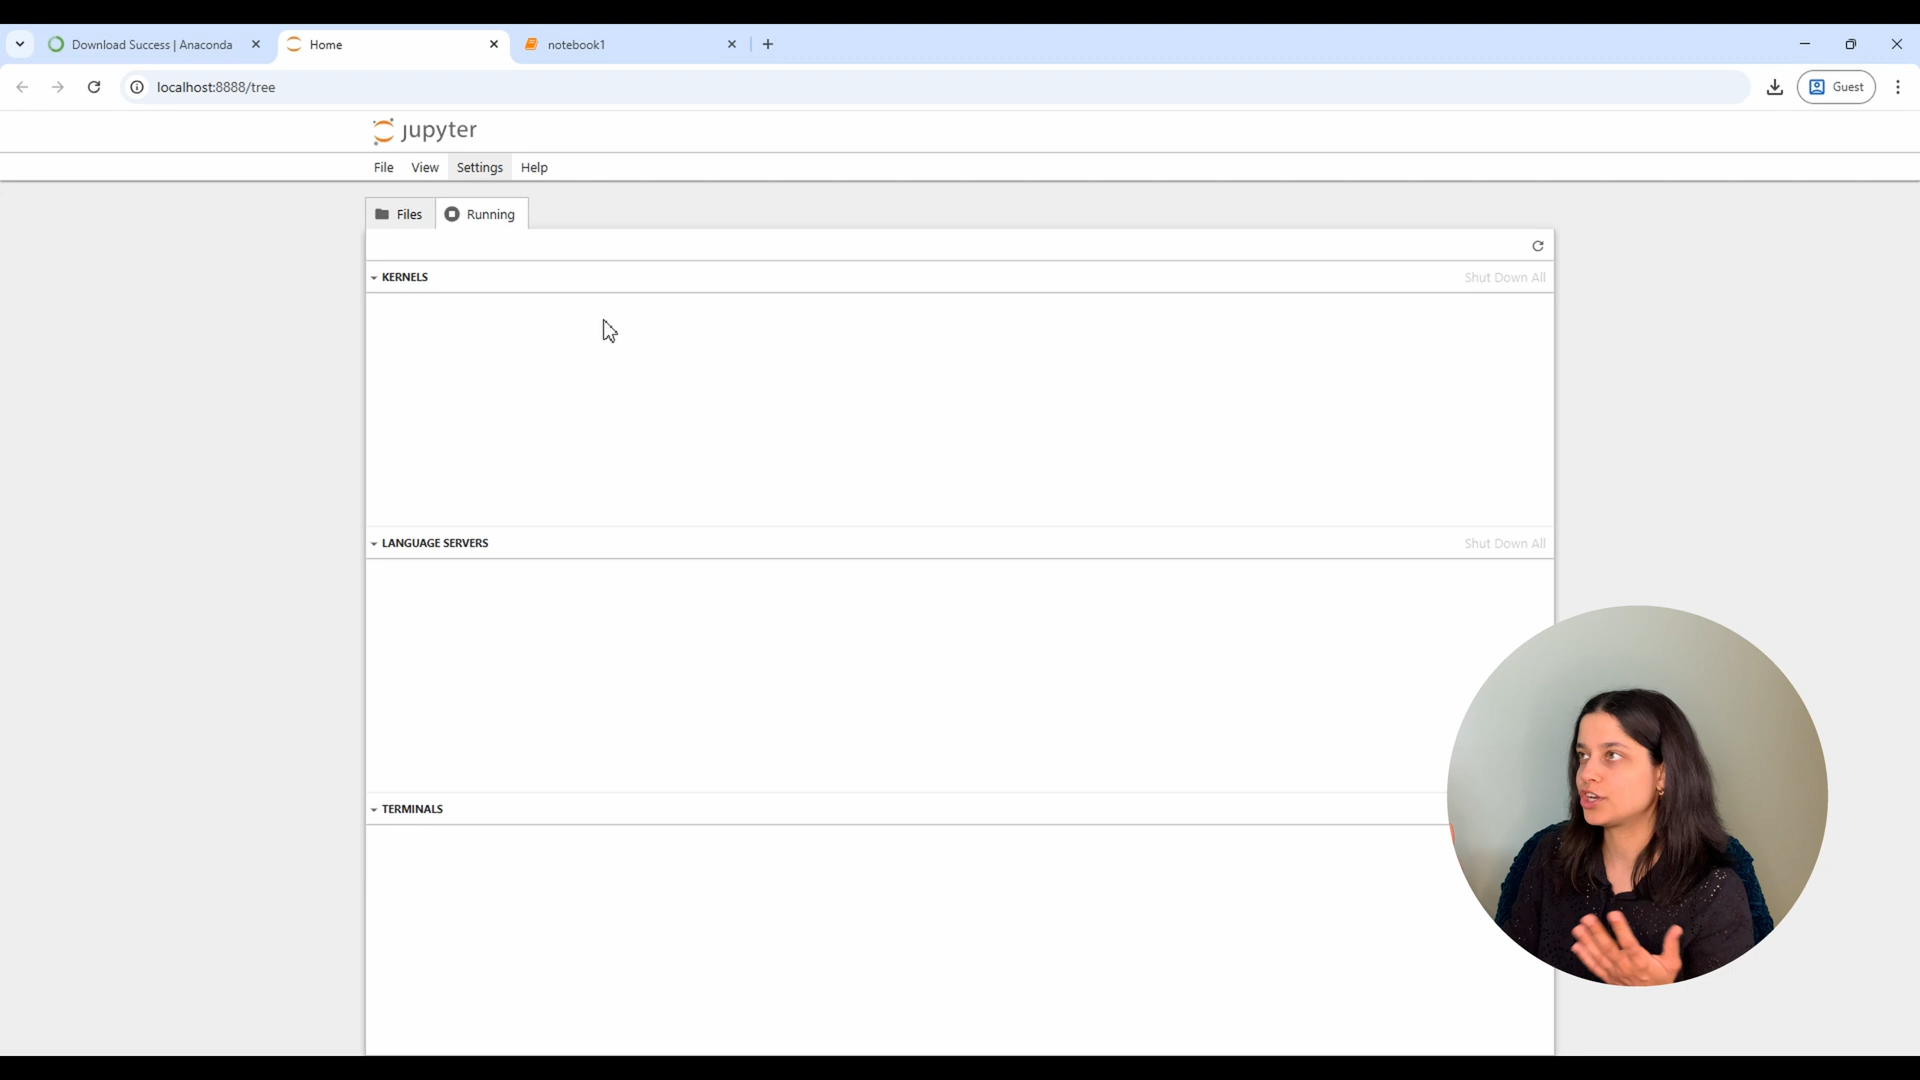 Download Success | Anaconda
Home
notebook1
localhost:8888/tree
Guest
jupyter
File View Settings Help
Files
Running
KERNELS
Shut Down All
LANGUAGE SERVERS
Shut Down All
TERMINALS